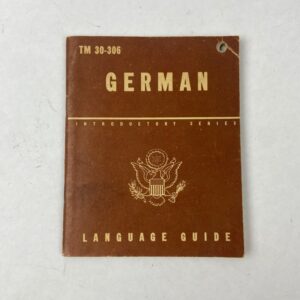 TM 30-306
GERMAN
INTRODUCTORY SERIES
LANGUAGE GUIDE